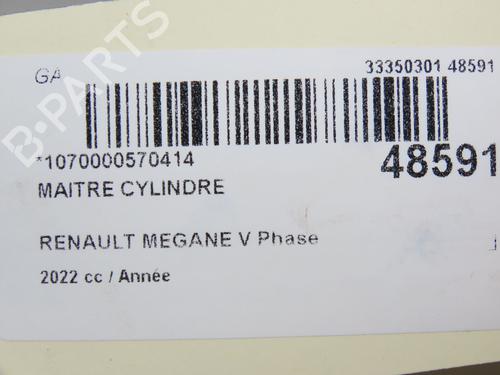 B-PARTS
GA
33350301 48591
*1070000570414
48591
MAITRE CYLINDRE
RENAULT MEGANE V Phase
2022 cc / Année